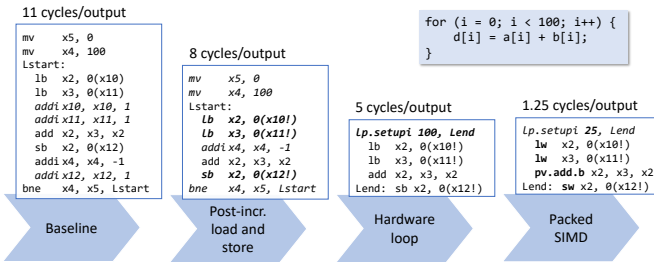 11 cycles/output
mv x5, 0
mv x4, 100
Lstart:
lb x2, 0(x10)
lb x3, 0(x11)
addi x10, x10, 1
addi x11, x11, 1
add x2, x3, x2
sb x2, 0(x12)
addi x4, x4, -1
addi x12, x12, 1
bne x4, x5, Lstart
Baseline
8 cycles/output
mv x5, 0
mv x4, 100
Lstart:
lb x2, 0(x10!)
lb x3, 0(x11!)
addi x4, x4, -1
add x2, x3, x2
sb x2, 0(x12!)
bne x4, x5, Lstart
Post-incr.
load and
store
for (i = 0; i < 100; i++) {
d[i] = a[i] + b[i];
}
5 cycles/output
lp.setupi 100, Lend
lb x2, 0(x10!)
lb x3, 0(x11!)
add x2, x3, x2
Lend: sb x2, 0(x12!)
Hardware
loop
1.25 cycles/output
lp.setupi 25, Lend
lw x2, 0(x10!)
lw x3, 0(x11!)
pv.add.b x2, x3, x2
Lend: sw x2, 0(x12!)
Packed
SIMD